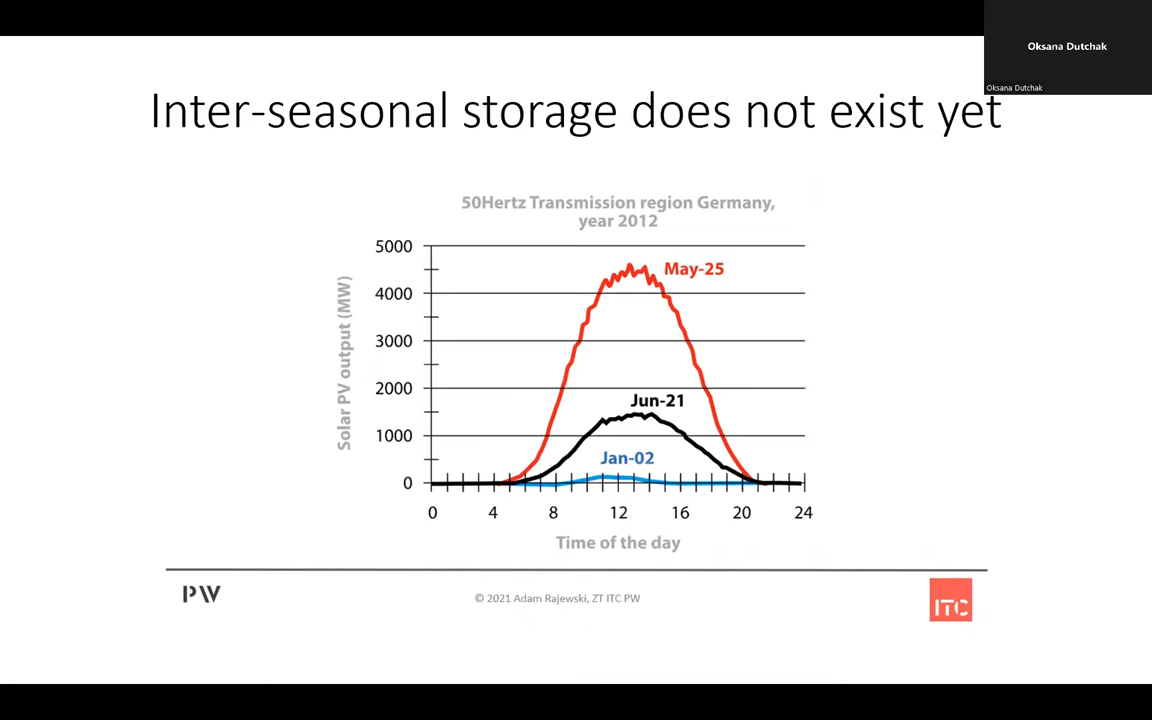 Oksana Dutchak
Oksana Dutchak
Inter-seasonal storage does not exist yet
50Hertz Transmission region Germany,
year 2012
Solar PV output (MW)
5000
4000
3000
2000
1000
0
May-25
Jun-21
Jan-02
0 4 8 12 16 20 24
Time of the day
PW
© 2021 Adam Rajewski, ZT ITC PW
ITC